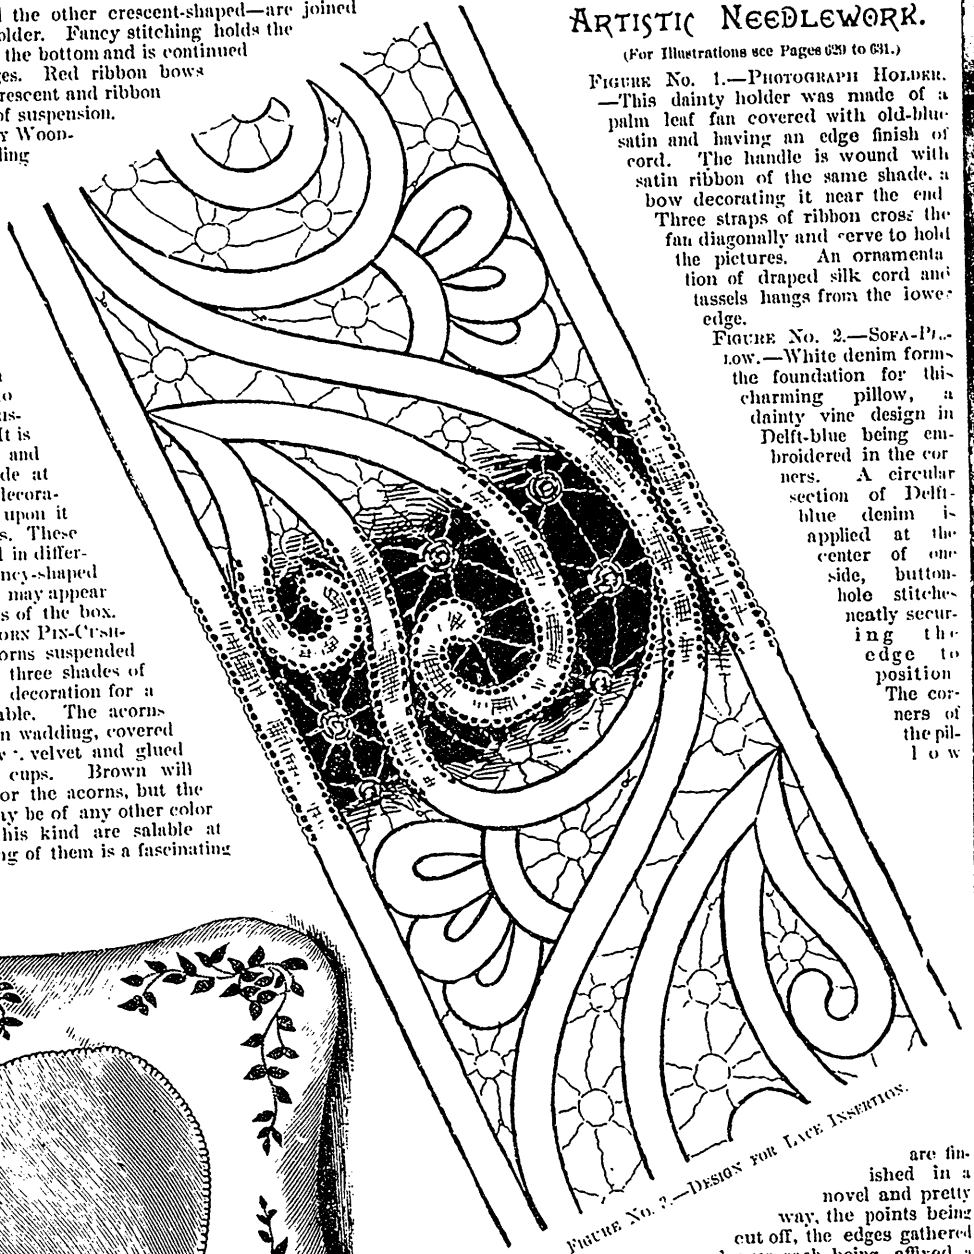 the other crescent-shaped—are joined
older. Fancy stitching holds the
the bottom and is continued
es. Red ribbon bows
rescent and ribbon
of suspension.
Y WOON-
ling
us-
It is
and
de at
decora-
upon it
s. These
l in differ-
ncy-shaped
may appear
s of the box.
ORN PIN-CUSH-
orns suspended
three shades of
decoration for a
able. The acorns
n wadding, covered
velvet and glued
cups. Brown will
or the acorns, but the
ay be of any other color
his kind are salable at
ng of them is a fascinating
ARTISTIC NEEDLEWORK.
(For Illustrations see Pages 629 to 631.)
FIGURE NO. 1.—PHOTOGRAPH HOLDER.
—This dainty holder was made of a
palm leaf fan covered with old-blue
satin and having an edge finish of
cord. The handle is wound with
satin ribbon of the same shade, a
bow decorating it near the end
Three straps of ribbon cross the
fan diagonally and serve to hold
the pictures. An ornamenta
tion of draped silk cord and
tassels hangs from the lower
edge.
FIGURE NO. 2.—SOFA-PIL-
LOW.—White denim forms
the foundation for this
charming pillow, a
dainty vine design in
Delft-blue being em-
broidered in the cor
ners. A circular
section of Delft-
blue denim is
applied at the
center of one
side, button-
hole stitches
neatly secur-
ing the
edge to
position
The cor-
ners of
the pil-
low
FIGURE NO. 7.—DESIGN FOR LACE INSERTION.
are fin-
ished in a
novel and pretty
way, the points being
cut off, the edges gathered
each being affixed a